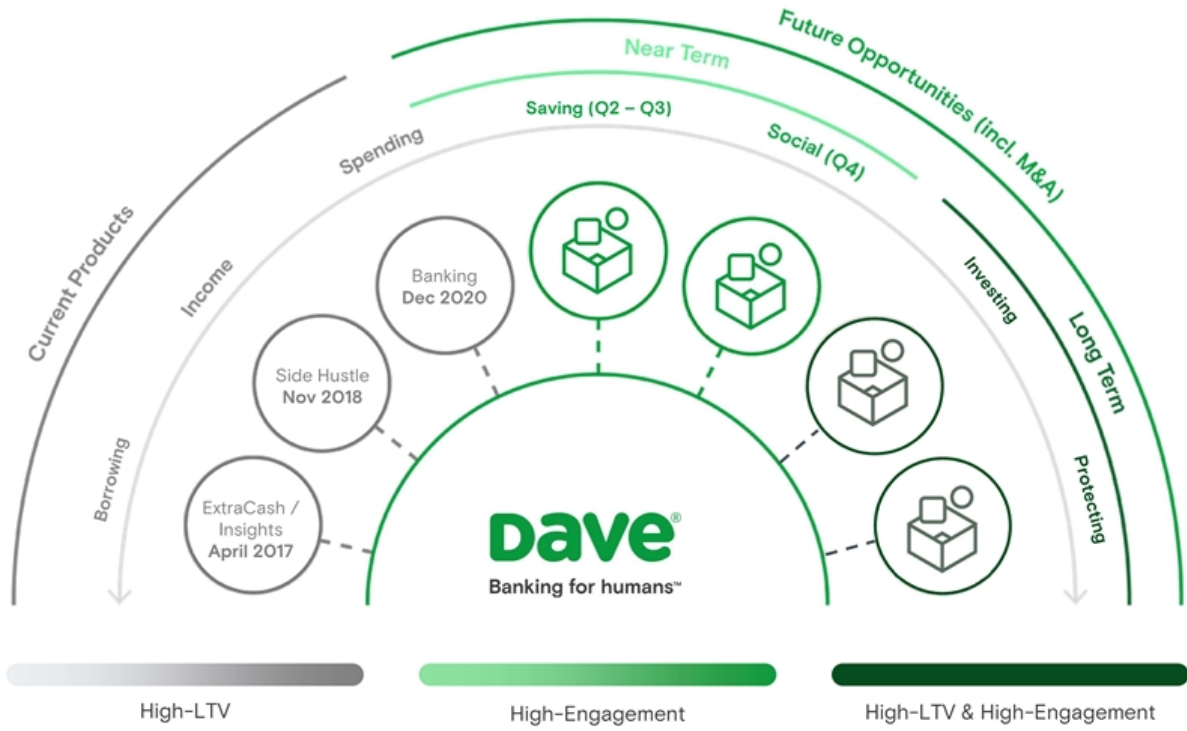 Future Opportunities (incl. M&A)
Near Term
Saving (Q2 – Q3)
Social (Q4)
Spending
Current Products
Income
Borrowing
Investing
Long Term
Protecting
Banking
Dec 2020
Side Hustle
Nov 2018
ExtraCash /
Insights
April 2017
Dave®
Banking for humans™
High-LTV
High-Engagement
High-LTV & High-Engagement